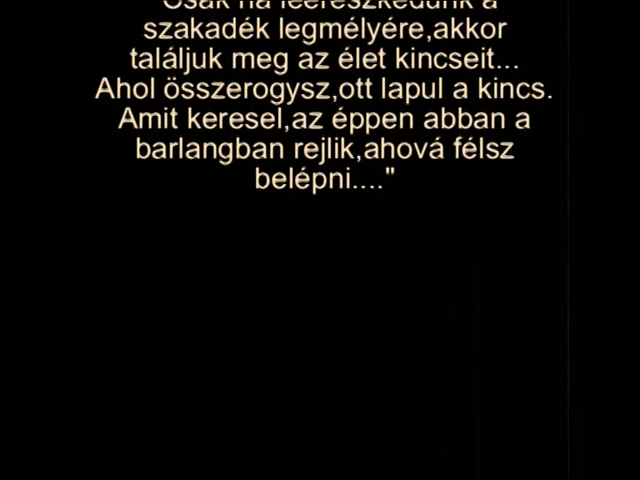 "Csak ha leereszkedünk a
szakadék legmélyére,akkor
találjuk meg az élet kincseit...
Ahol összerogysz,ott lapul a kincs.
Amit keresel,az éppen abban a
barlangban rejlik,ahová félsz
belépni...."